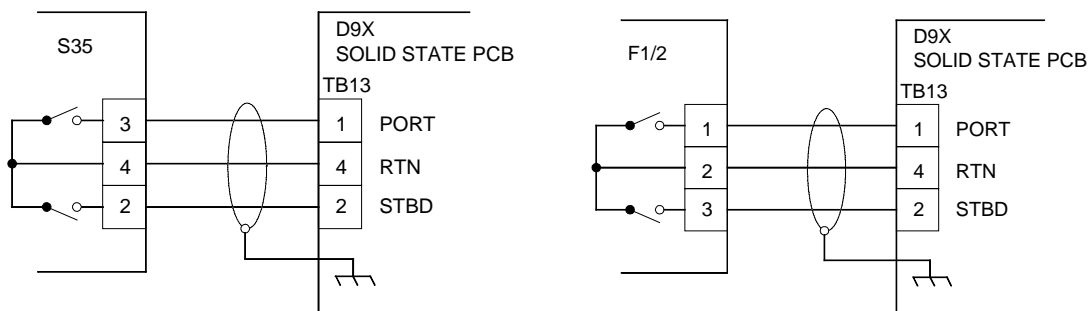 S35
D9X
SOLID STATE PCB
TB13
3 1 PORT
4 4 RTN
2 2 STBD
F1/2
D9X
SOLID STATE PCB
TB13
1 1 PORT
2 4 RTN
3 2 STBD